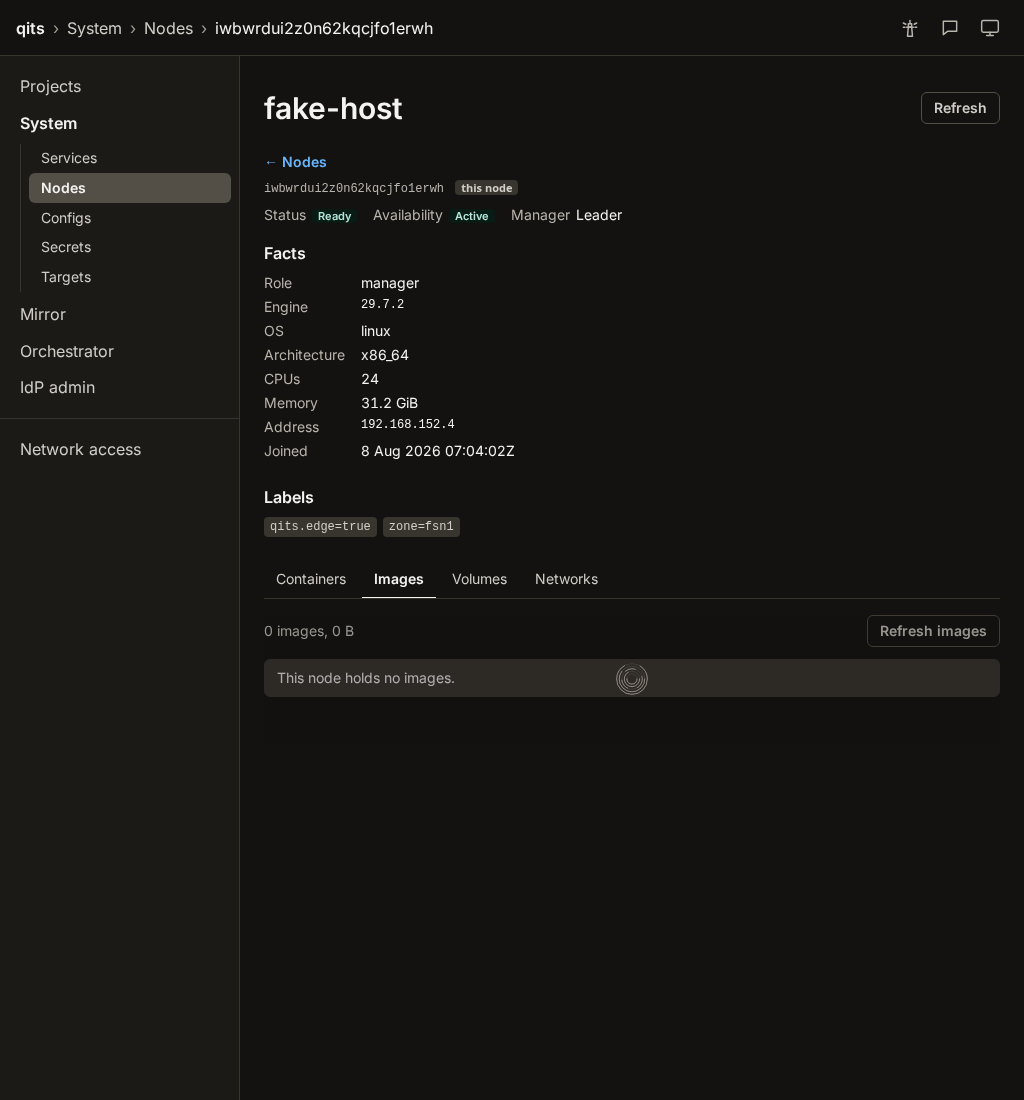 qits › System › Nodes › iwbwrdui2z0n62kqcjfo1erwh
Projects
System
Services
Nodes
Configs
Secrets
Targets
Mirror
Orchestrator
IdP admin
Network access
fake-host
Refresh
← Nodes
iwbwrdui2z0n62kqcjfo1erwh this node
Status Ready Availability Active Manager Leader
Facts
Role manager
Engine 29.7.2
OS linux
Architecture x86_64
CPUs 24
Memory 31.2 GiB
Address 192.168.152.4
Joined 8 Aug 2026 07:04:02Z
Labels
qits.edge=true zone=fsn1
Containers Images Volumes Networks
0 images, 0 B
Refresh images
This node holds no images.